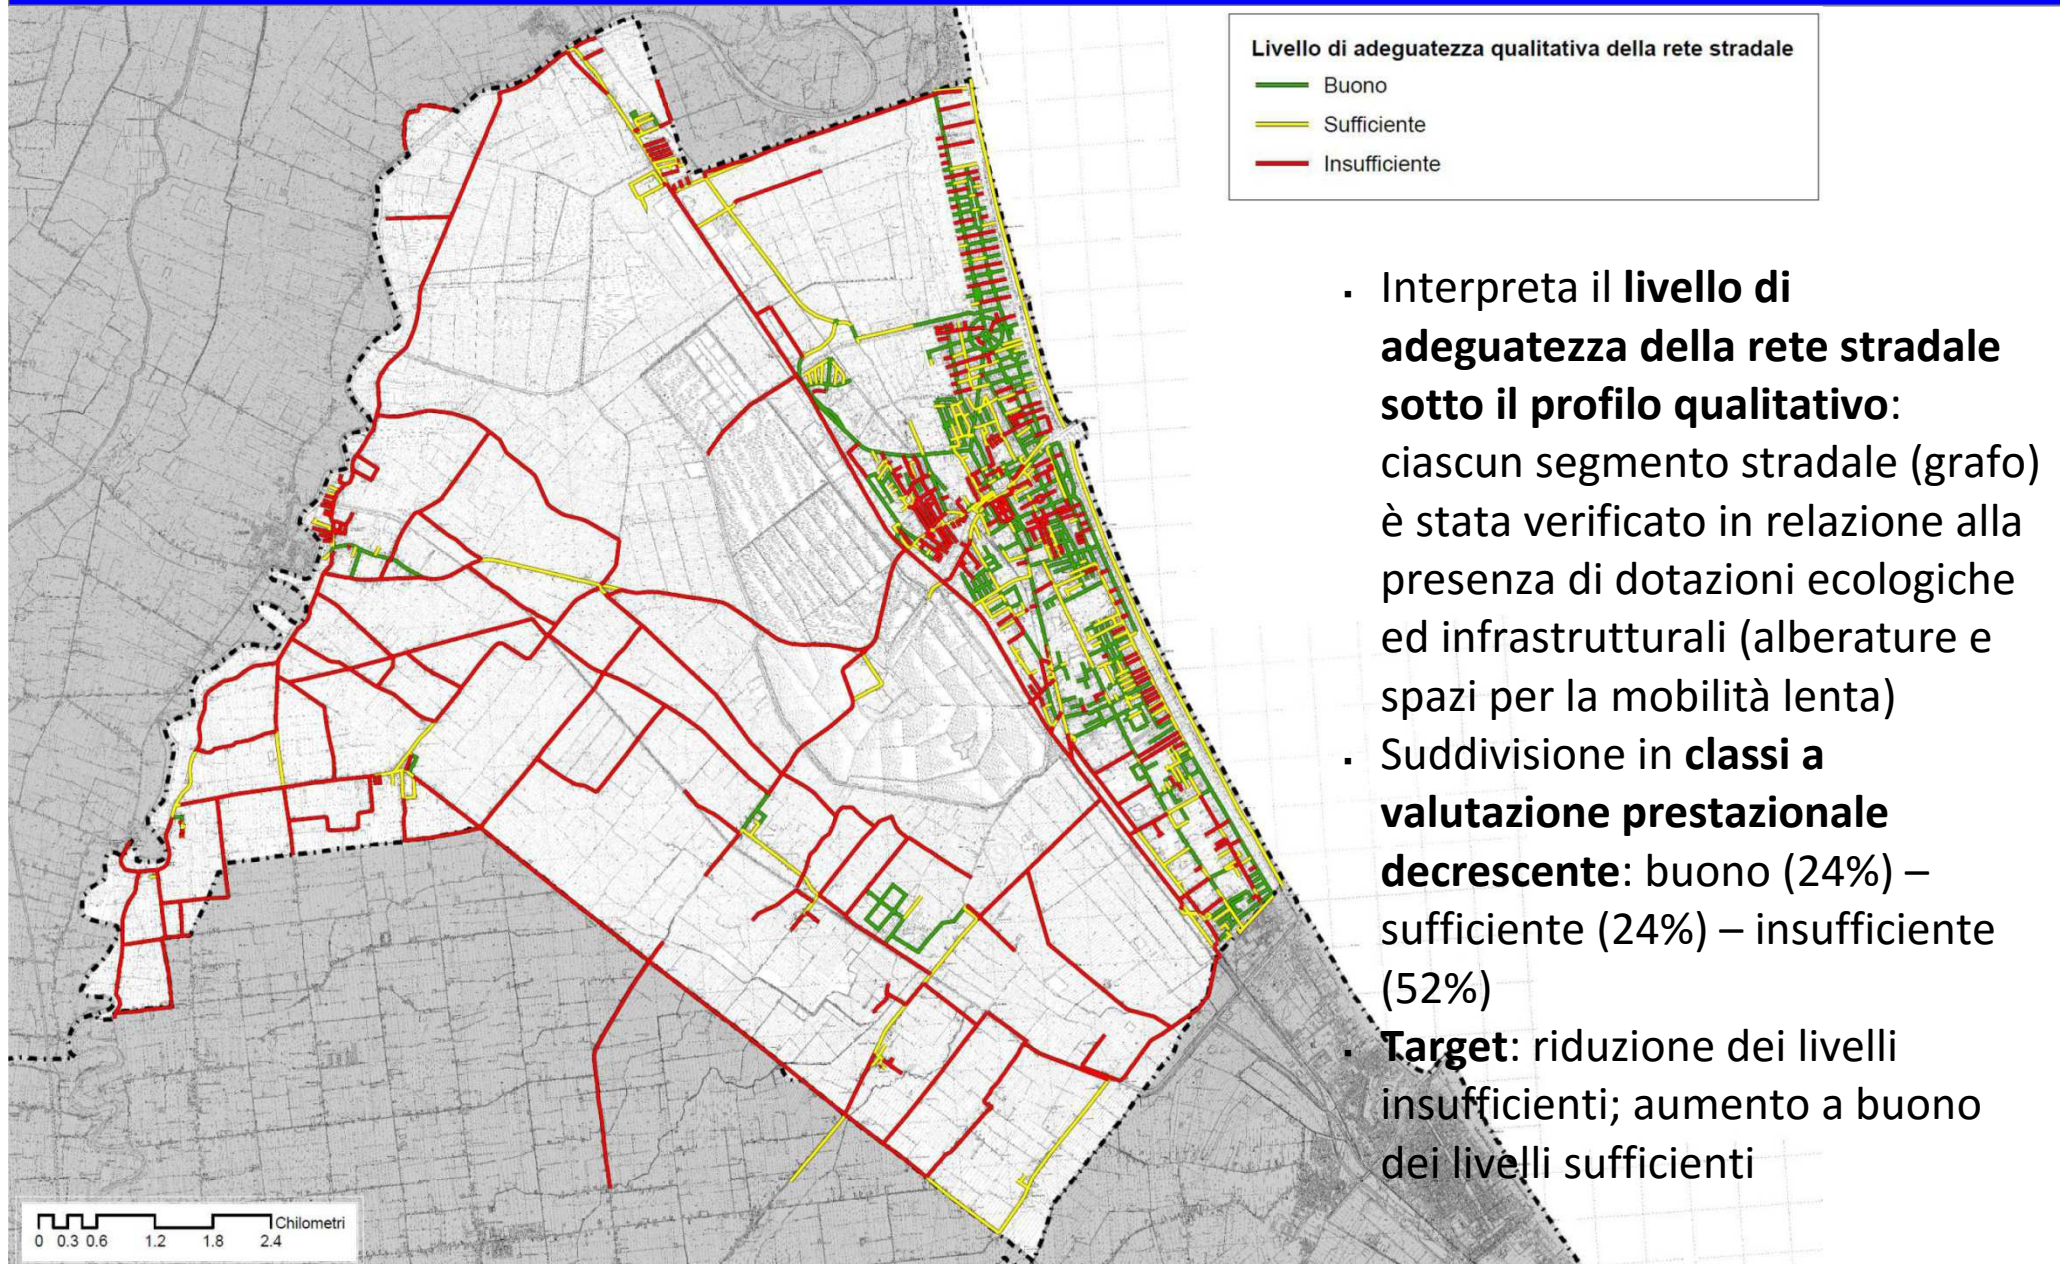 Livello di adeguatezza qualitativa della rete stradale
Buono
Sufficiente
Insufficiente
▪ Interpreta il livello di
adeguatezza della rete stradale
sotto il profilo qualitativo:
ciascun segmento stradale (grafo)
è stata verificato in relazione alla
presenza di dotazioni ecologiche
ed infrastrutturali (alberature e
spazi per la mobilità lenta)
▪ Suddivisione in classi a
valutazione prestazionale
decrescente: buono (24%) –
sufficiente (24%) – insufficiente
(52%)
▪ Target: riduzione dei livelli
insufficienti; aumento a buono
dei livelli sufficienti
Chilometri
0 0.3 0.6 1.2 1.8 2.4